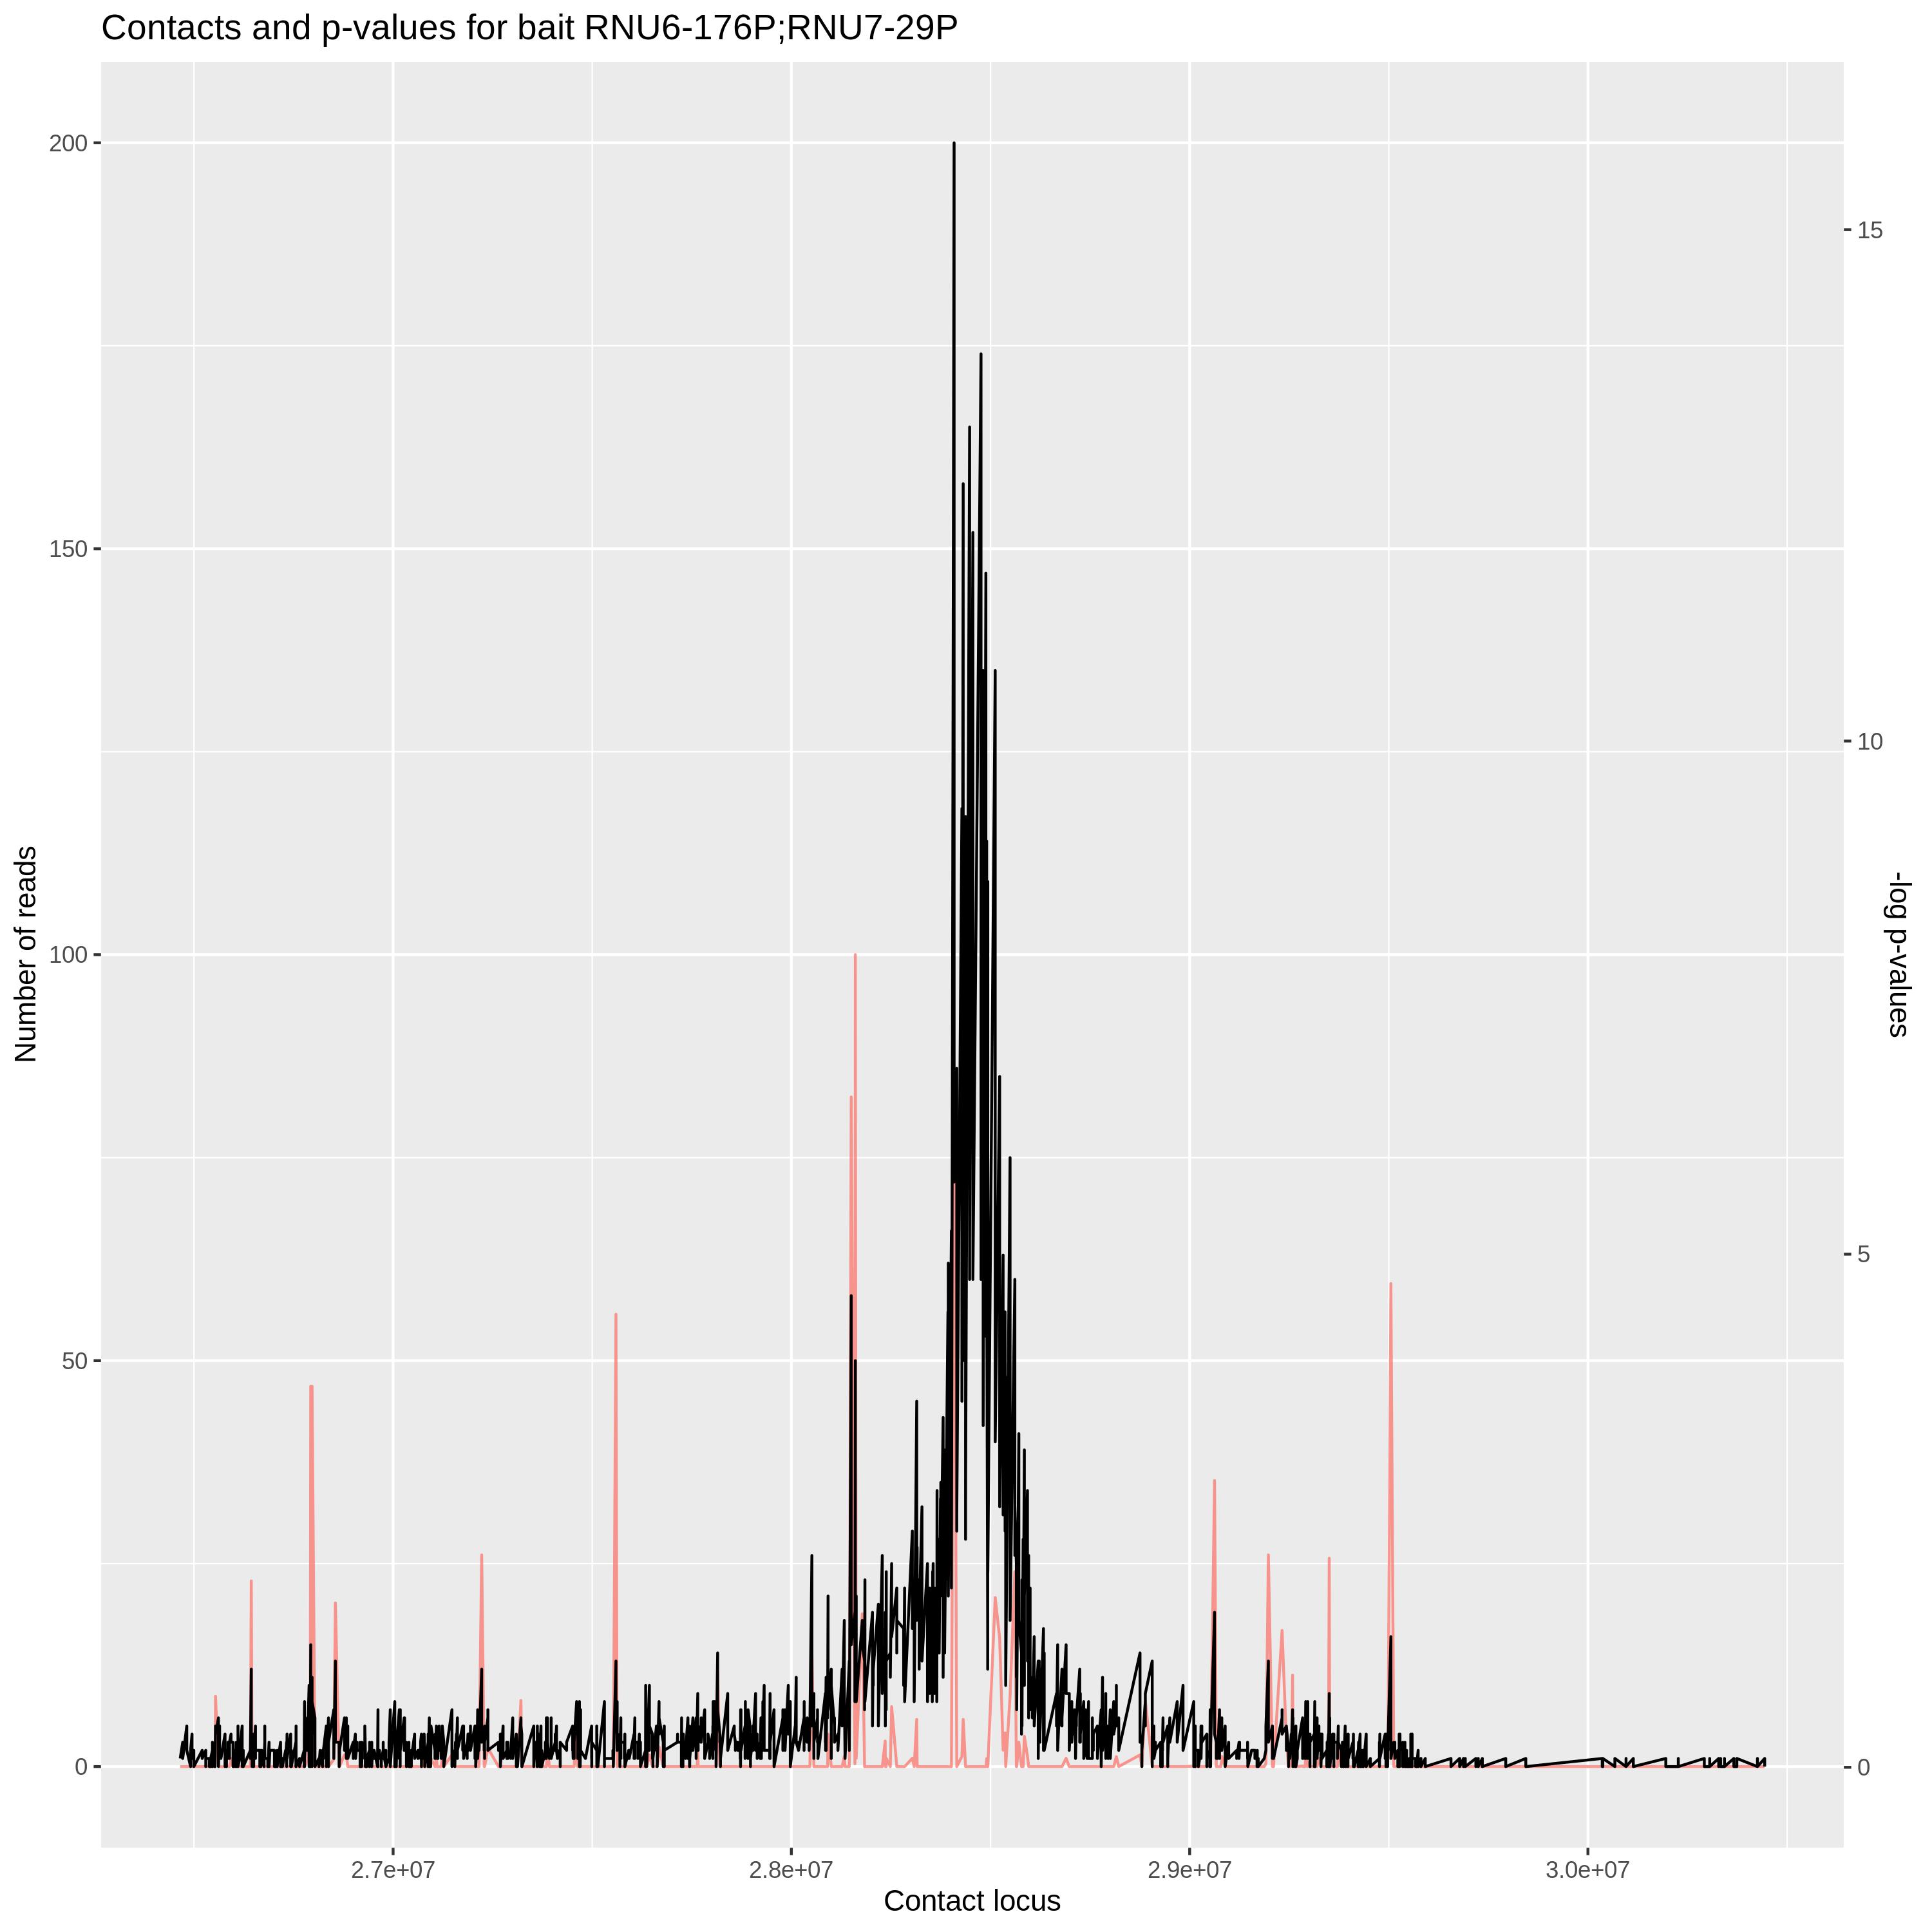 Contacts and p-values for bait RNU6-176P;RNU7-29P
200
150
100
50
0
Number of reads
15
10
5
0
-log p-values
2.7e+07
2.8e+07
2.9e+07
3.0e+07
Contact locus